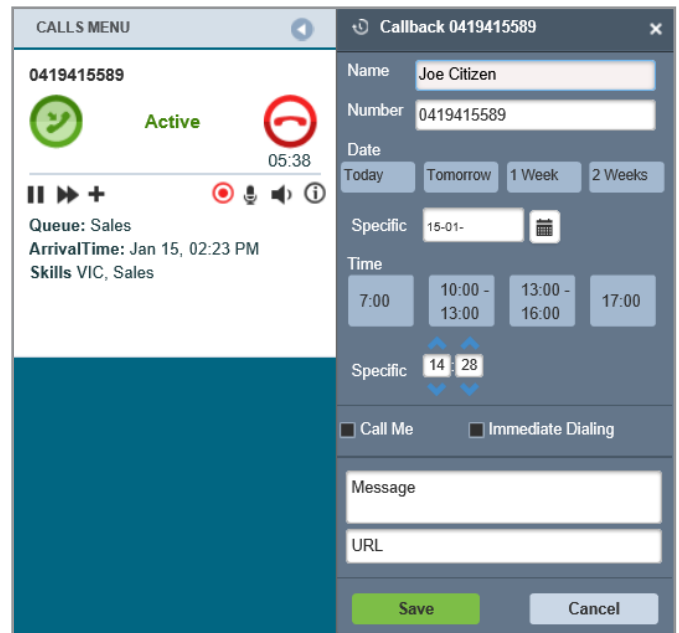 CALLS MENU
0419415589
Active
05:38
Queue: Sales
ArrivalTime: Jan 15, 02:23 PM
Skills VIC, Sales
Callback 0419415589 ×
Name Joe Citizen
Number 0419415589
Date
Today Tomorrow 1 Week 2 Weeks
Specific 15-01-
Time
7:00 10:00 - 13:00 13:00 - 16:00 17:00
Specific 14 : 28
Call Me Immediate Dialing
Message
URL
Save Cancel